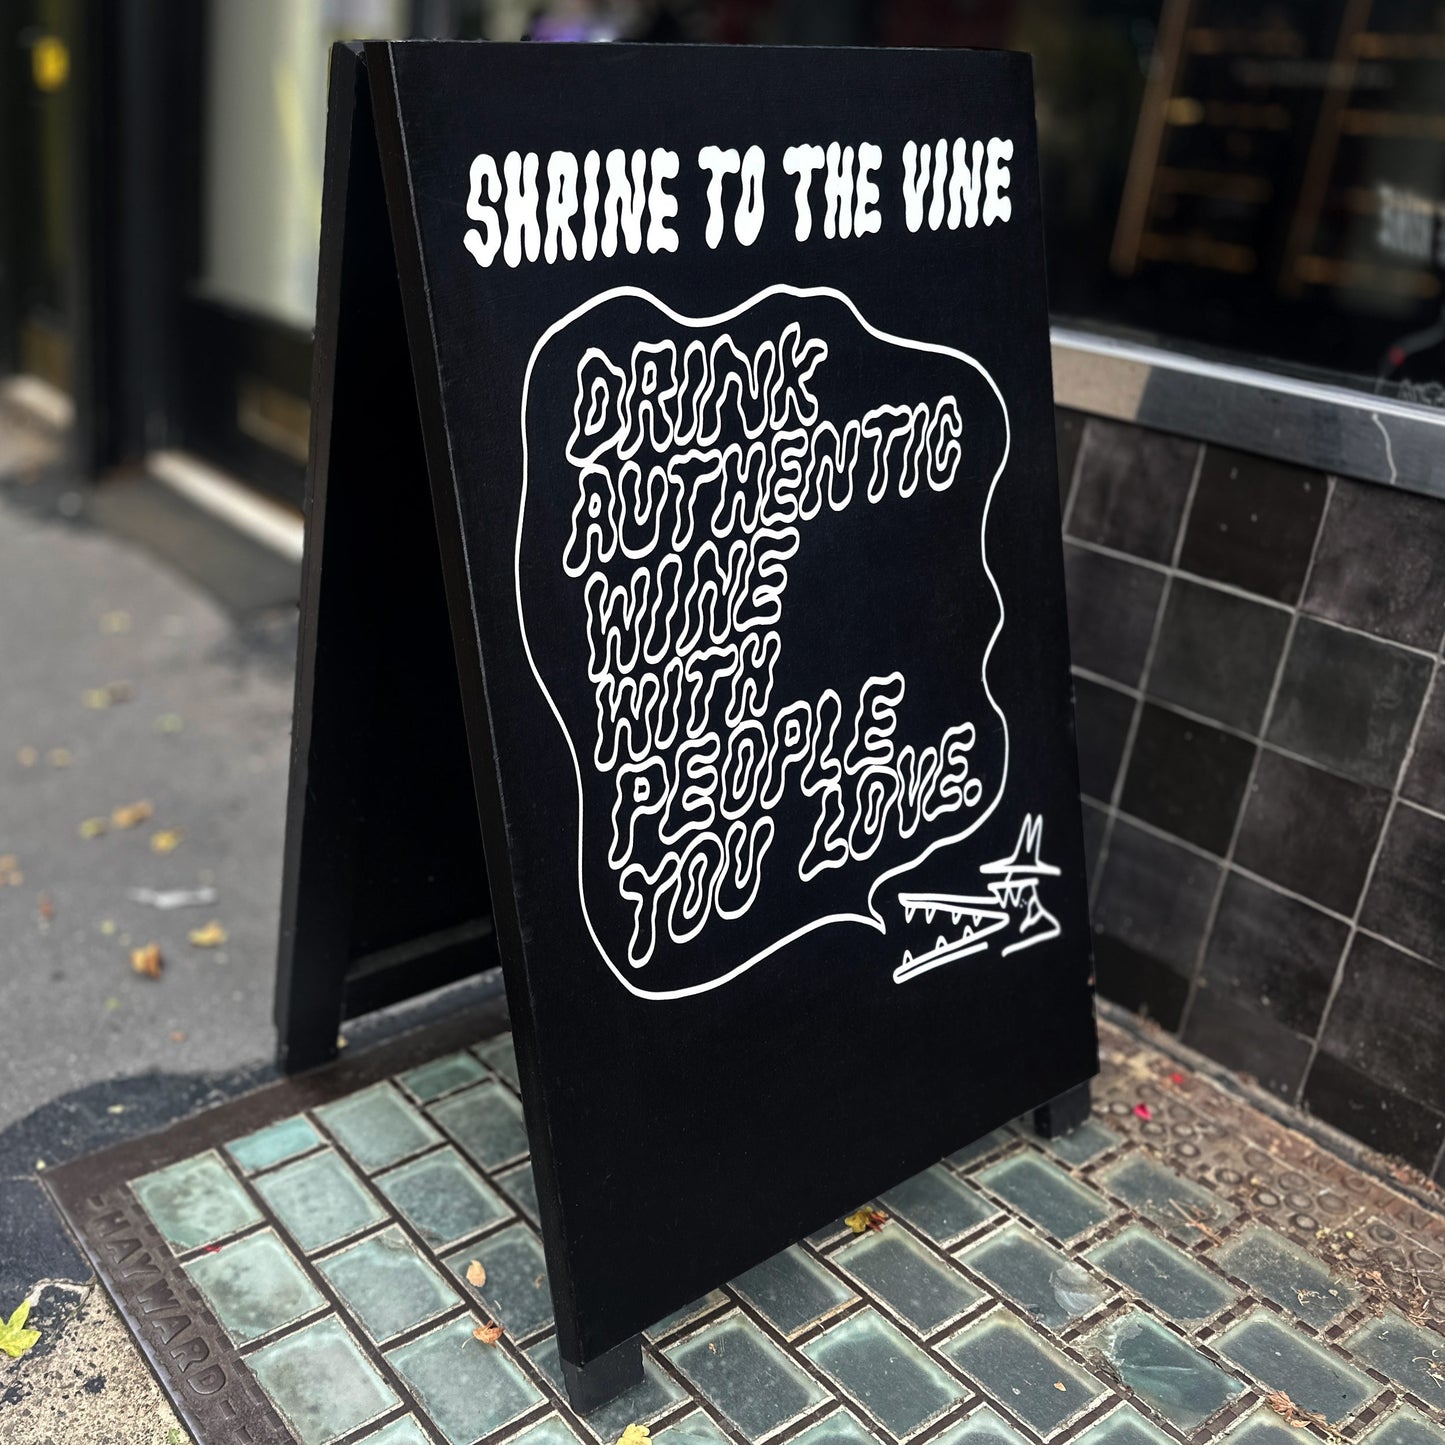 SHRINE TO THE VINE
DRINK
AUTHENTIC
WINE
WITH
PEOPLE
YOU LOVE.
HAYWARD